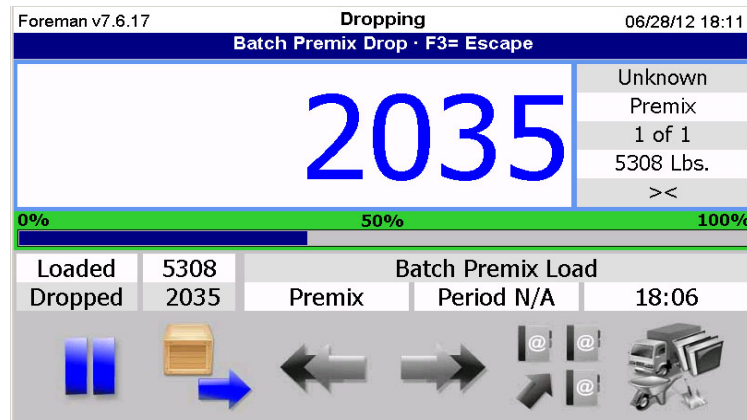 Foreman v7.6.17 Dropping 06/28/12 18:11
Batch Premix Drop · F3= Escape
2035
Unknown
Premix
1 of 1
5308 Lbs.
><
0% 50% 100%
Loaded 5308 Batch Premix Load
Dropped 2035 Premix Period N/A 18:06
@ @
@